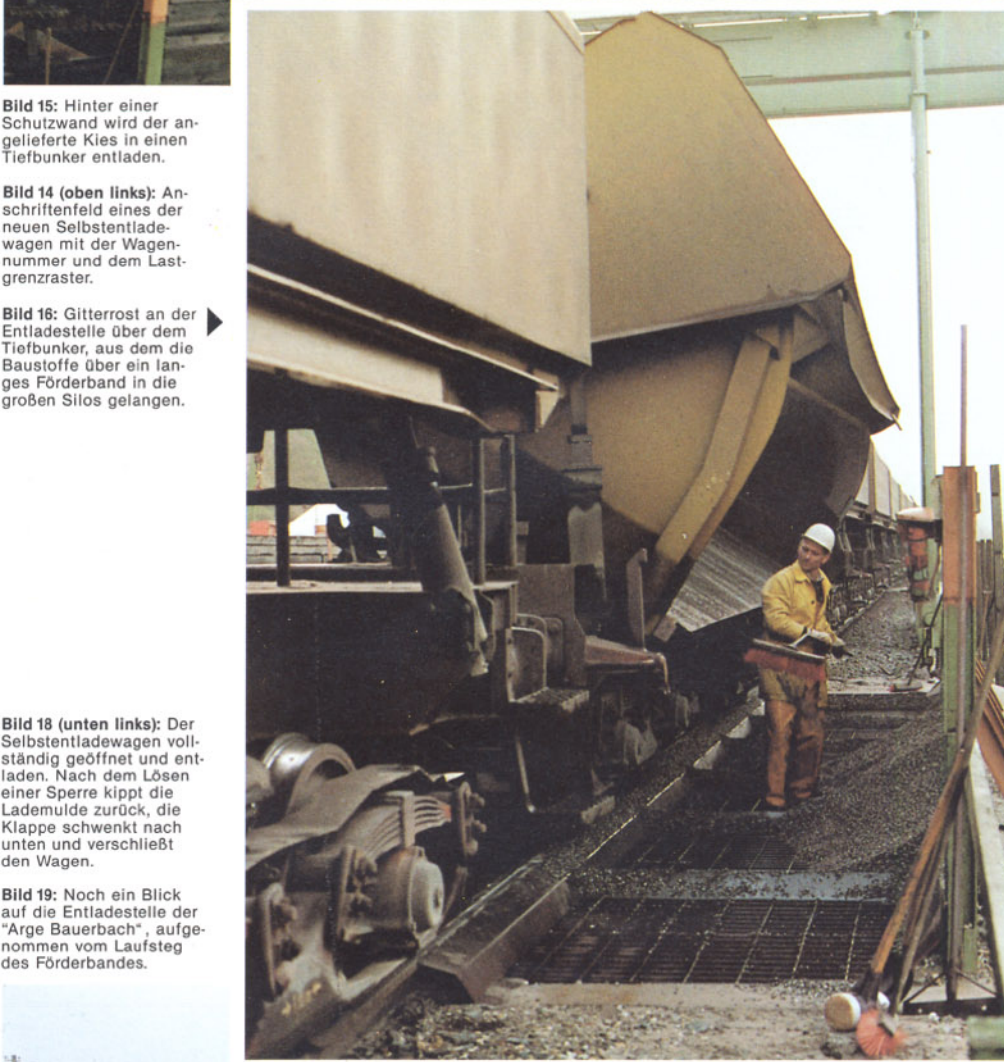 Bild 15: Hinter einer
Schutzwand wird der an-
gelieferte Kies in einen
Tiefbunker entladen.
Bild 14 (oben links): An-
schriftenfeld eines der
neuen Selbstentlade-
wagen mit der Wagen-
nummer und dem Last-
grenzraster.
Bild 16: Gitterrost an der
Entladestelle über dem
Tiefbunker, aus dem die
Baustoffe über ein lan-
ges Förderband in die
großen Silos gelangen.
Bild 18 (unten links): Der
Selbstentladewagen voll-
ständig geöffnet und ent-
laden. Nach dem Lösen
einer Sperre kippt die
Lademulde zurück, die
Klappe schwenkt nach
unten und verschließt
den Wagen.
Bild 19: Noch ein Blick
auf die Entladestelle der
"Arge Bauerbach“, aufge-
nommen vom Laufsteg
des Förderbandes.